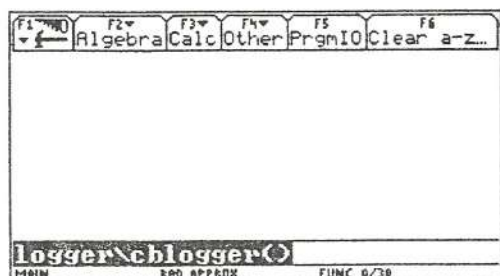 F1 F2 F3 F4 F5 F6
Algebra Calc Other PrgmIO Clear a-z…
logger\cblogger()
MAIN RAD APPROX FUNC 0/30